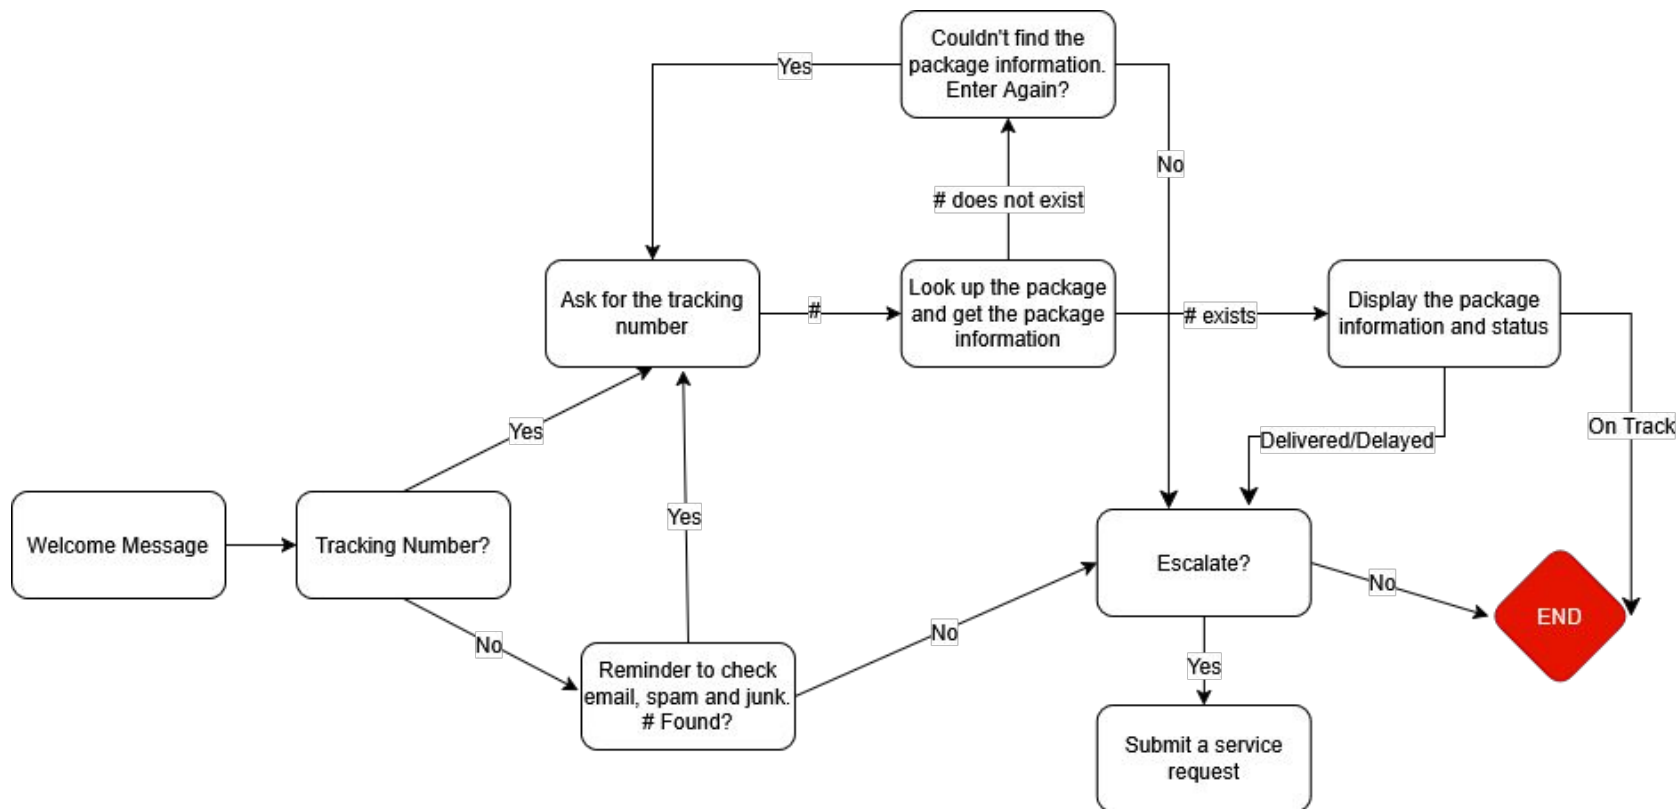 Couldn't find the
package information.
Enter Again?
Yes
No
# does not exist
Ask for the tracking
number
#
Look up the package
and get the package
information
# exists
Display the package
information and status
Yes
Delivered/Delayed
On Track
Welcome Message
Tracking Number?
Yes
Escalate?
No
END
No
Reminder to check
email, spam and junk.
# Found?
No
Yes
Submit a service
request